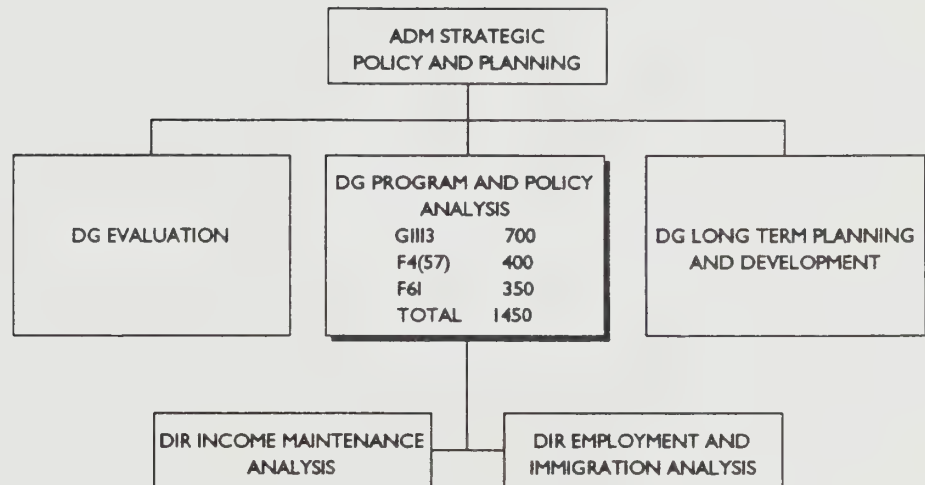 ADM STRATEGIC
POLICY AND PLANNING
DG EVALUATION
DG PROGRAM AND POLICY
ANALYSIS
GIII3 700
F4(57) 400
F6I 350
TOTAL 1450
DG LONG TERM PLANNING
AND DEVELOPMENT
DIR INCOME MAINTENANCE
ANALYSIS
DIR EMPLOYMENT AND
IMMIGRATION ANALYSIS